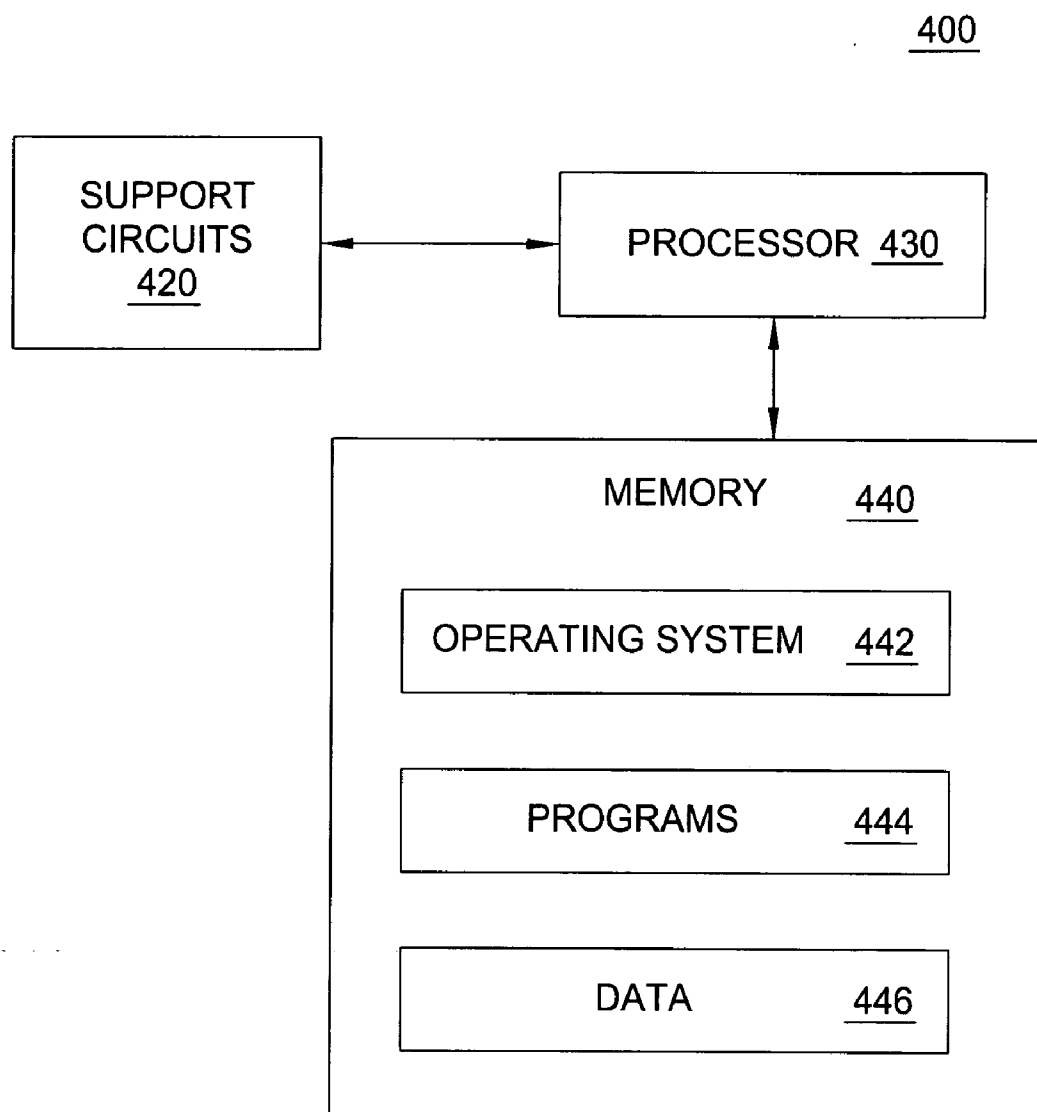 400
SUPPORT
CIRCUITS
420
PROCESSOR 430
MEMORY 440
OPERATING SYSTEM 442
PROGRAMS 444
DATA 446